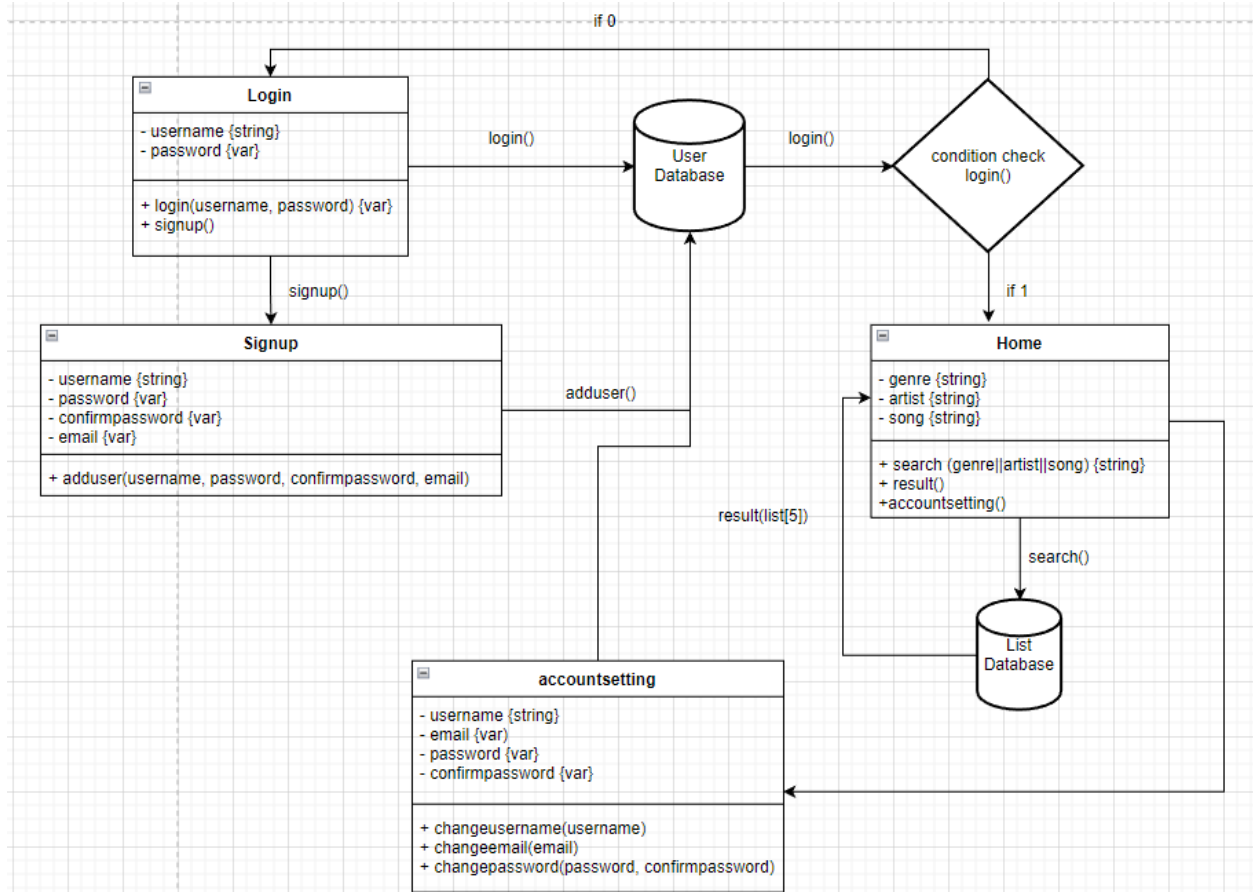 if 0
Login
- username {string}
- password {var}
+ login(username, password) {var}
+ signup()
login()
User
Database
login()
condition check
login()
signup()
if 1
Signup
- username {string}
- password {var}
- confirmpassword {var}
- email {var}
+ adduser(username, password, confirmpassword, email)
adduser()
Home
- genre {string}
- artist {string}
- song {string}
+ search (genre||artist||song) {string}
+ result()
+accountsetting()
result(list[5])
search()
List
Database
accountsetting
- username {string}
- email {var)
- password {var}
- confirmpassword {var}
+ changeusername(username)
+ changeemail(email)
+ changepassword(password, confirmpassword)